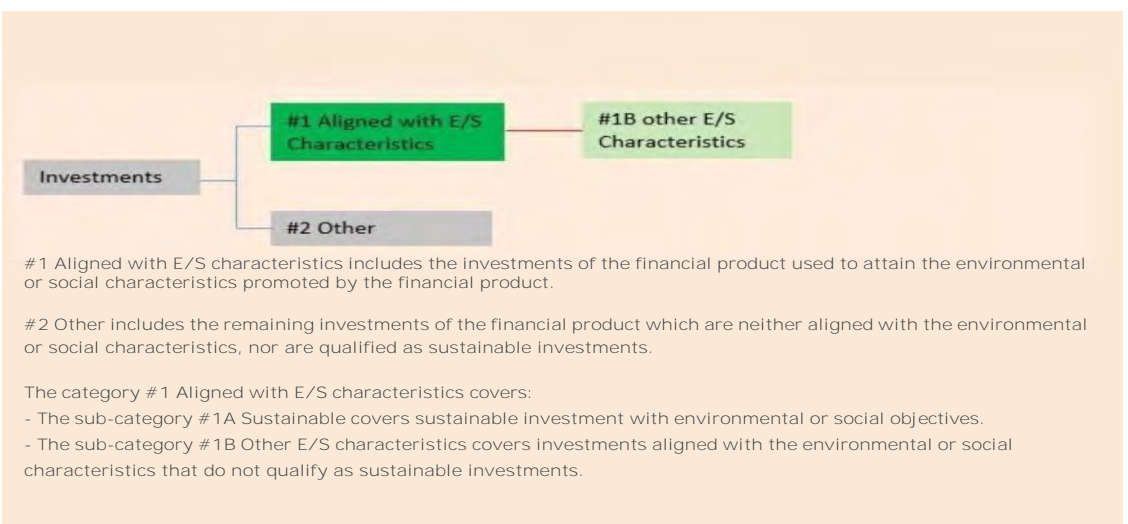 #1 Aligned with E/S
Characteristics
#1B other E/S
Characteristics
Investments
#2 Other
#1 Aligned with E/S characteristics includes the investments of the financial product used to attain the environmental
or social characteristics promoted by the financial product.
#2 Other includes the remaining investments of the financial product which are neither aligned with the environmental
or social characteristics, nor are qualified as sustainable investments.
The category #1 Aligned with E/S characteristics covers:
- The sub-category #1A Sustainable covers sustainable investment with environmental or social objectives.
- The sub-category #1B Other E/S characteristics covers investments aligned with the environmental or social
characteristics that do not qualify as sustainable investments.